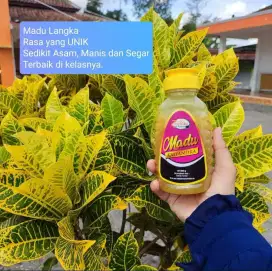 Madu Langka
Rasa yang UNIK
Sedikit Asam, Manis dan Segar
Terbaik di kelasnya.
Madu